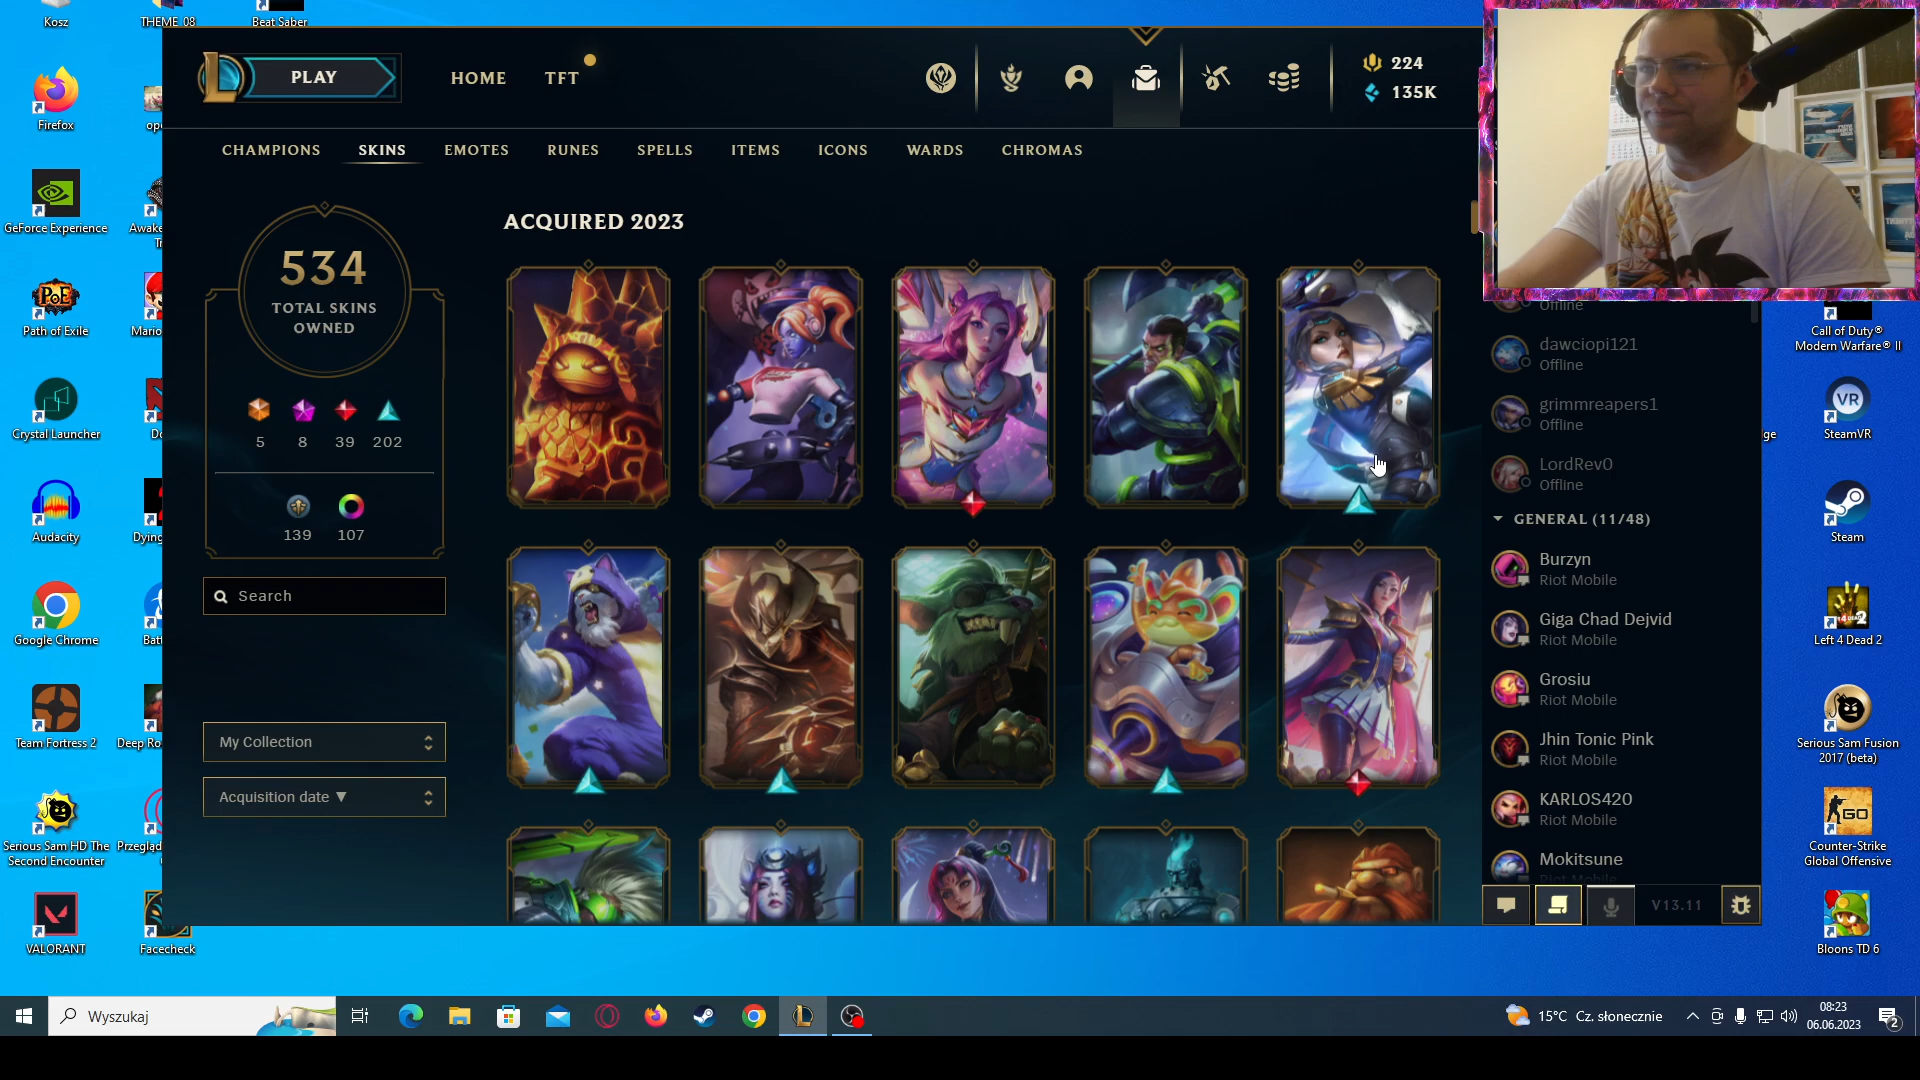 Kosz
THEME_08
Beat Saber
Firefox
GeForce Experience
Path of Exile
Crystal Launcher
Audacity
Google Chrome
Team Fortress 2
Serious Sam HD The
Second Encounter
VALORANT
Facecheck
PLAY
HOME
TFT
224
135K
CHAMPIONS
SKINS
EMOTES
RUNES
SPELLS
ITEMS
ICONS
WARDS
CHROMAS
534
TOTAL SKINS
OWNED
5
8
39
202
139
107
Search
My Collection
Acquisition date ▼
ACQUIRED 2023
Offline
dawciopi121
Offline
grimmreapers1
Offline
LordRev0
Offline
GENERAL (11/48)
Burzyn
Riot Mobile
Giga Chad Dejvid
Riot Mobile
Grosiu
Riot Mobile
Jhin Tonic Pink
Riot Mobile
KARLOS420
Riot Mobile
Mokitsune
Riot Mobile
V13.11
Call of Duty®
Modern Warfare® II
SteamVR
Steam
Left 4 Dead 2
Serious Sam Fusion
2017 (beta)
Counter-Strike
Global Offensive
Bloons TD 6
Wyszukaj
15°C Cz. słonecznie
08:23
06.06.2023
2